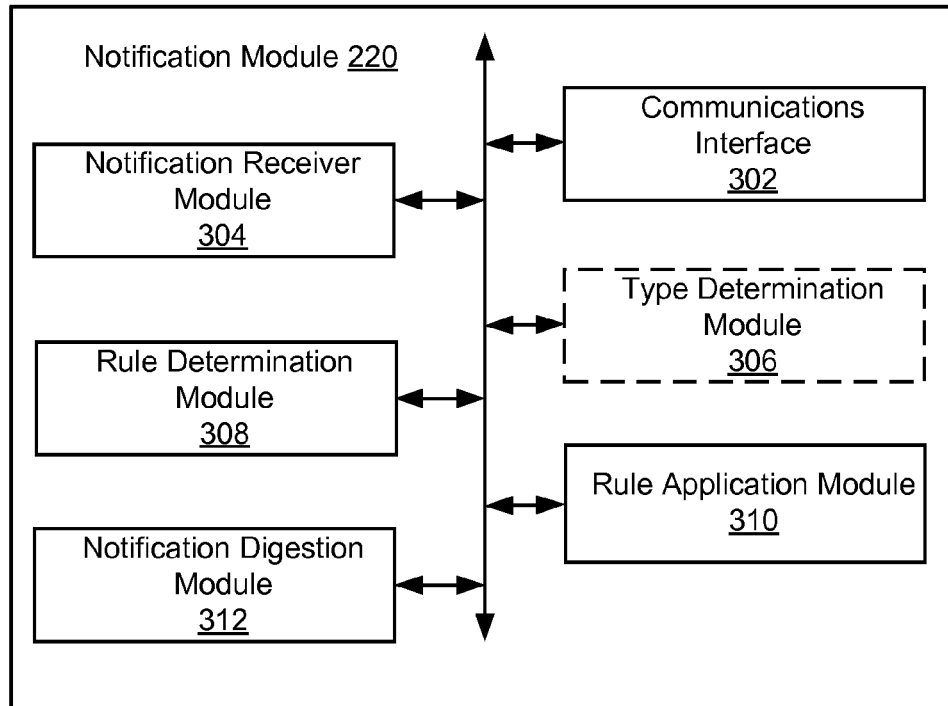 Notification Module 220
Communications
Interface
302
Notification Receiver
Module
304
Type Determination
Module
306
Rule Determination
Module
308
Rule Application Module
310
Notification Digestion
Module
312